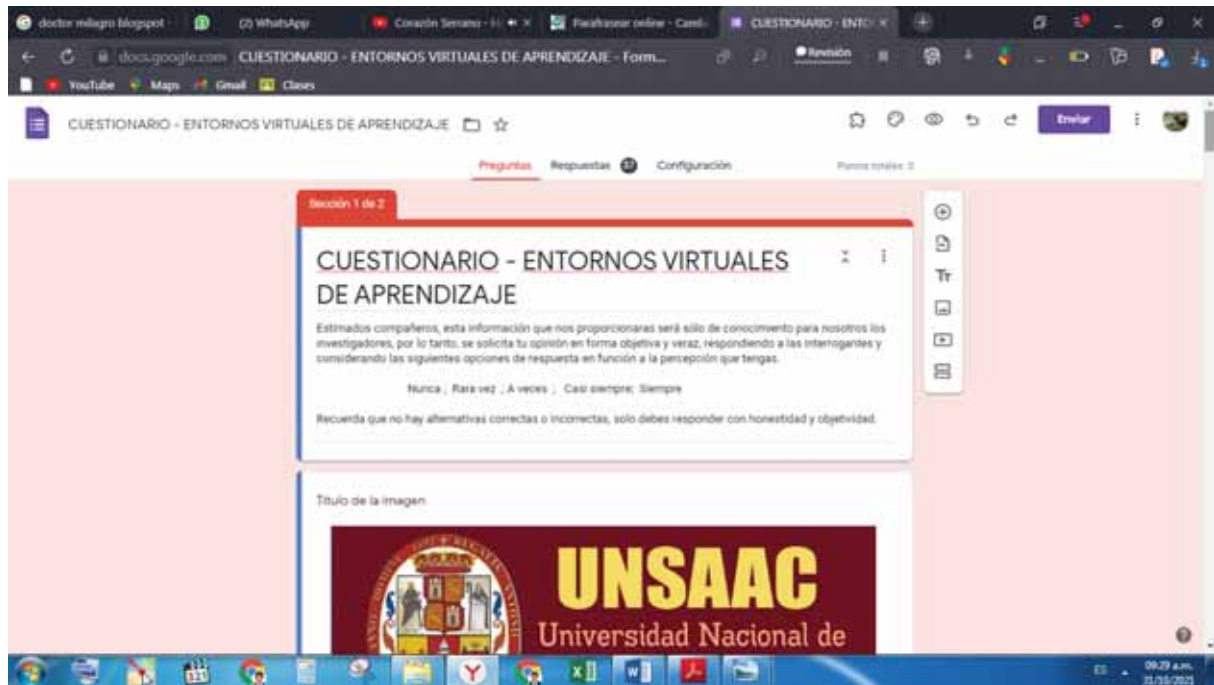 doctor milagro blogspot
(2) WhatsApp
Corazón Serrano - H
Parafrasear online - Cami
CUESTIONARIO - ENTO
docs.google.com CUESTIONARIO - ENTORNOS VIRTUALES DE APRENDIZAJE - Form...
Revisión
YouTube Maps Gmail Clases
CUESTIONARIO - ENTORNOS VIRTUALES DE APRENDIZAJE
Enviar
Preguntas Respuestas Configuración
Puntos totales: 0
Sección 1 de 2
CUESTIONARIO - ENTORNOS VIRTUALES
DE APRENDIZAJE
Estimados compañeros, esta información que nos proporcionaras será sólo de conocimiento para nosotros los
investigadores, por lo tanto, se solicita tu opinión en forma objetiva y veraz, respondiendo a las interrogantes y
considerando las siguientes opciones de respuesta en función a la percepción que tengas.
Nunca ; Rara vez ; A veces ; Casi siempre; Siempre
Recuerda que no hay alternativas correctas o incorrectas, solo debes responder con honestidad y objetividad.
Título de la imagen
UNSAAC
Universidad Nacional de
ES
09:29 a.m.